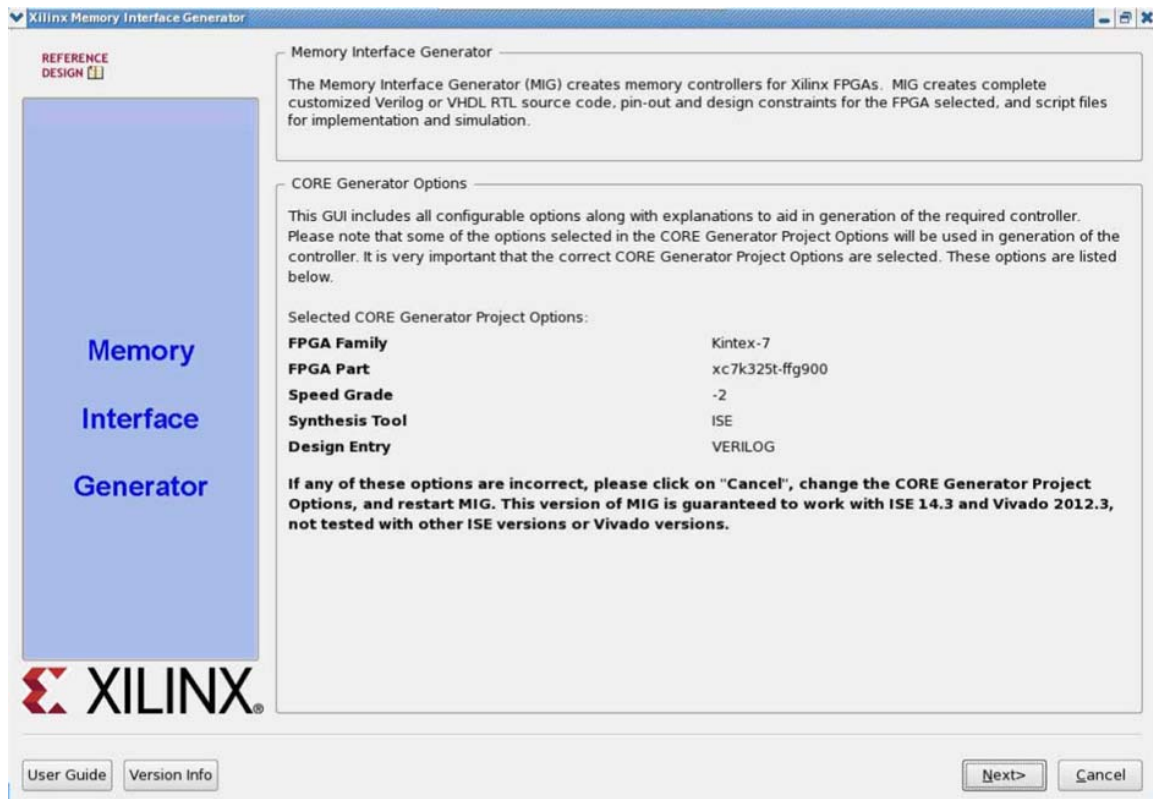 Xilinx Memory Interface Generator
REFERENCE
DESIGN
Memory Interface Generator
The Memory Interface Generator (MIG) creates memory controllers for Xilinx FPGAs. MIG creates complete
customized Verilog or VHDL RTL source code, pin-out and design constraints for the FPGA selected, and script files
for implementation and simulation.
CORE Generator Options
This GUI includes all configurable options along with explanations to aid in generation of the required controller.
Please note that some of the options selected in the CORE Generator Project Options will be used in generation of the
controller. It is very important that the correct CORE Generator Project Options are selected. These options are listed
below.
Selected CORE Generator Project Options:
FPGA Family Kintex-7
FPGA Part xc7k325t-ffg900
Speed Grade -2
Synthesis Tool ISE
Design Entry VERILOG
If any of these options are incorrect, please click on "Cancel", change the CORE Generator Project
Options, and restart MIG. This version of MIG is guaranteed to work with ISE 14.3 and Vivado 2012.3,
not tested with other ISE versions or Vivado versions.
Memory
Interface
Generator
XILINX®
User Guide
Version Info
Next>
Cancel